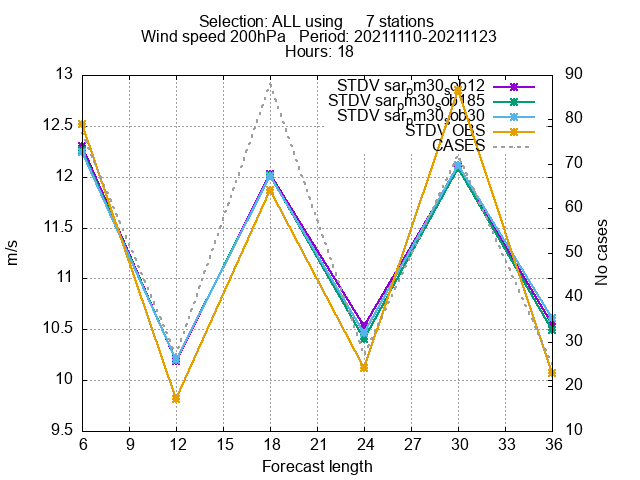 Selection: ALL using 7 stations
Wind speed 200hPa Period: 20211110-20211123
Hours: 18
STDV sar_pm30_sob12
STDV sar_pm30_sob185
STDV sar_pm30_sob30
STDV OBS
CASES
13
12.5
12
11.5
11
10.5
10
9.5
m/s
90
80
70
60
50
40
30
20
10
No cases
6 9 12 15 18 21 24 27 30 33 36
Forecast length